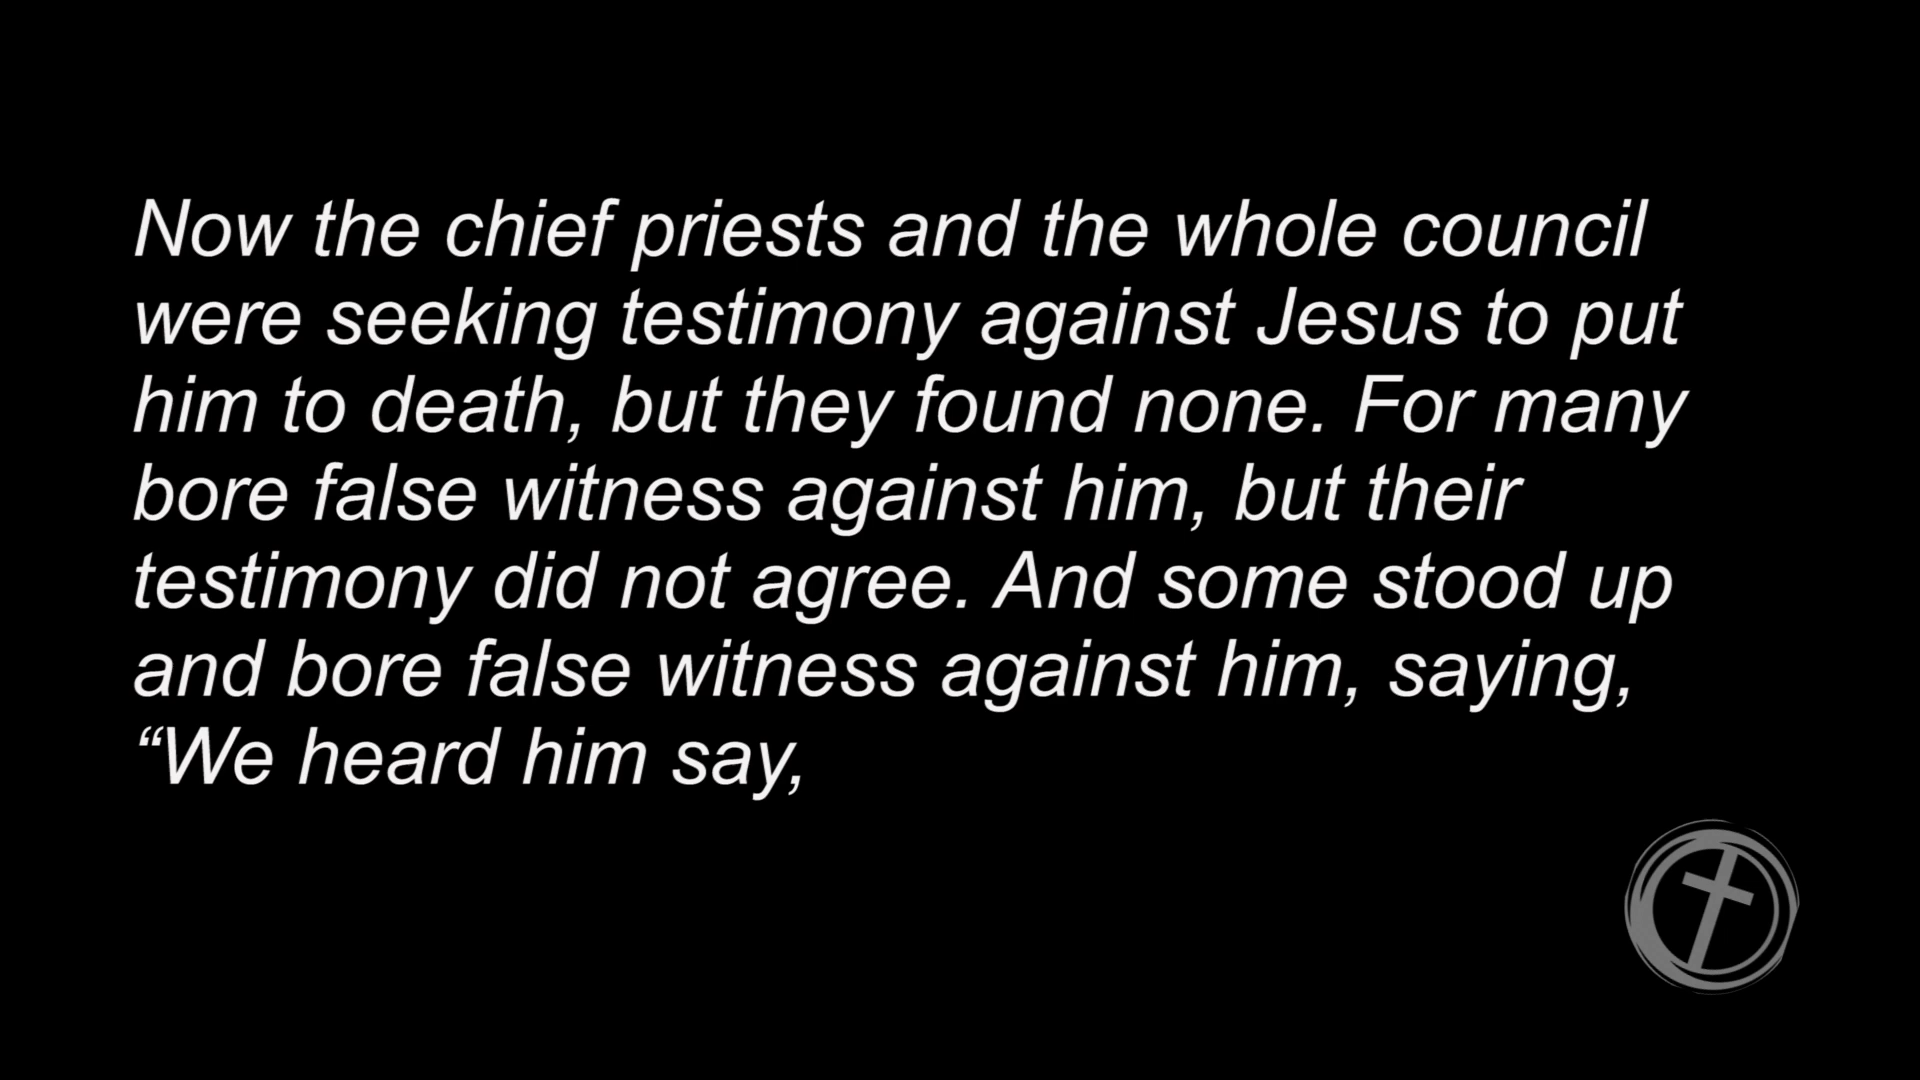 Now the chief priests and the whole council
were seeking testimony against Jesus to put
him to death, but they found none. For many
bore false witness against him, but their
testimony did not agree. And some stood up
and bore false witness against him, saying,
“We heard him say,